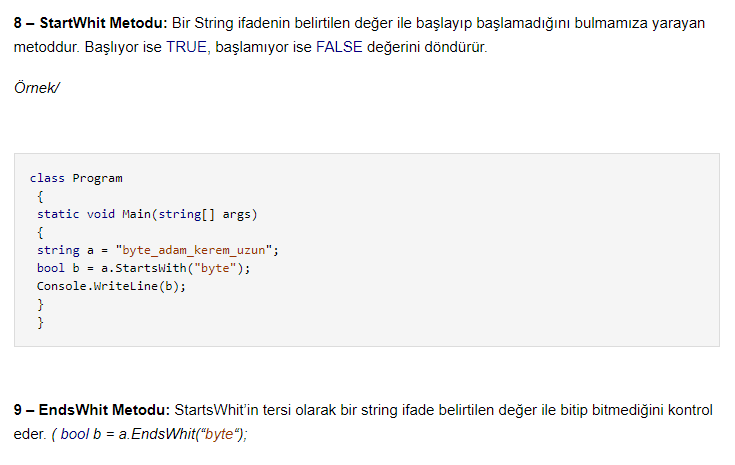 8 – StartWhit Metodu: Bir String ifadenin belirtilen değer ile başlayıp başlamadığını bulmamıza yarayan
metoddur. Başlıyor ise TRUE, başlamıyor ise FALSE değerini döndürür.
Örnek/
class Program
{
static void Main(string[] args)
{
string a = "byte_adam_kerem_uzun";
bool b = a.StartsWith("byte");
Console.WriteLine(b);
}
}
9 – EndsWhit Metodu: StartsWhit’in tersi olarak bir string ifade belirtilen değer ile bitip bitmediğini kontrol
eder. ( bool b = a.EndsWhit(“byte“);